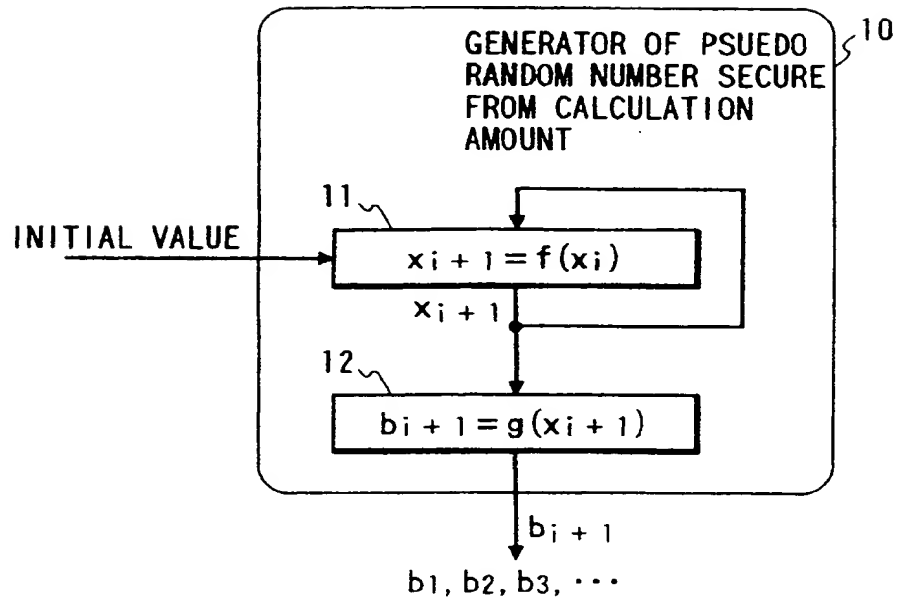 10
GENERATOR OF PSUEDO
RANDOM NUMBER SECURE
FROM CALCULATION
AMOUNT
11
INITIAL VALUE
xi + 1 = f(xi)
xi + 1
12
bi + 1 = g(xi + 1)
bi + 1
b1, b2, b3, ···